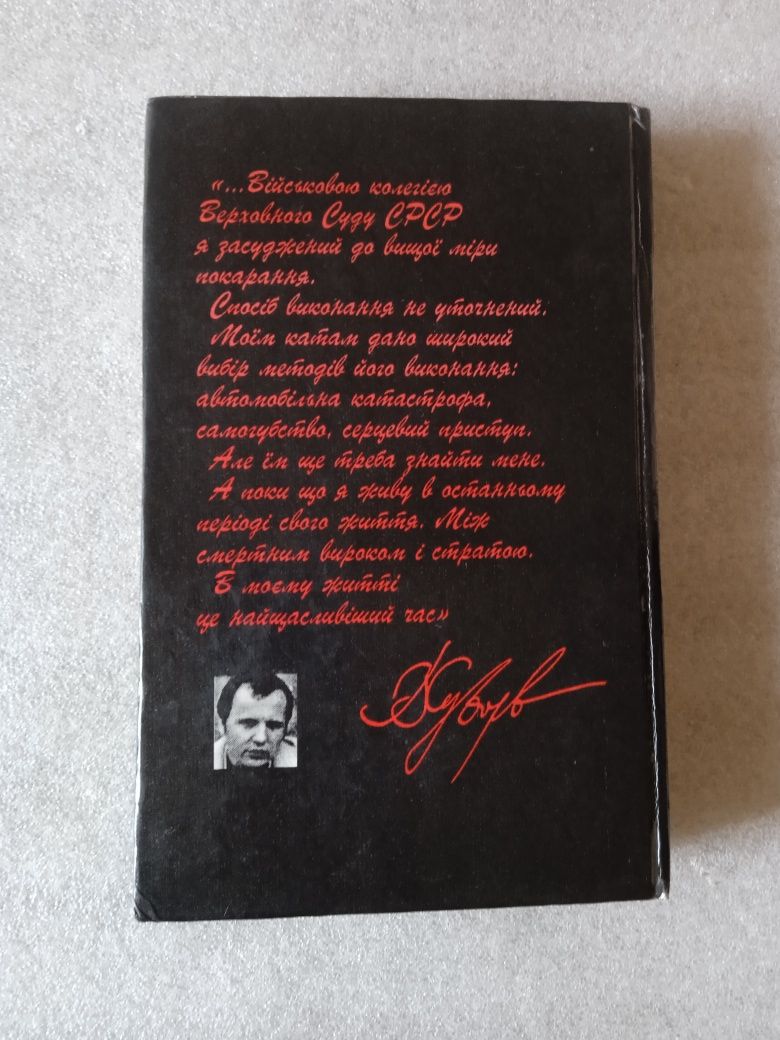 «...Військовою колегією
Верховного Суду СРСР
я засуджений до вищої міри
покарання.
Спосіб виконання не уточнений.
Моїм катам дано широкий
вибір методів його виконання:
автомобільна катастрофа,
самогубство, серцевий приступ.
Але їм ще треба знайти мене.
А поки що я живу в останньому
періоді свого життя. Між
смертним вироком і стратою.
В моєму житті
це найщасливіший час»